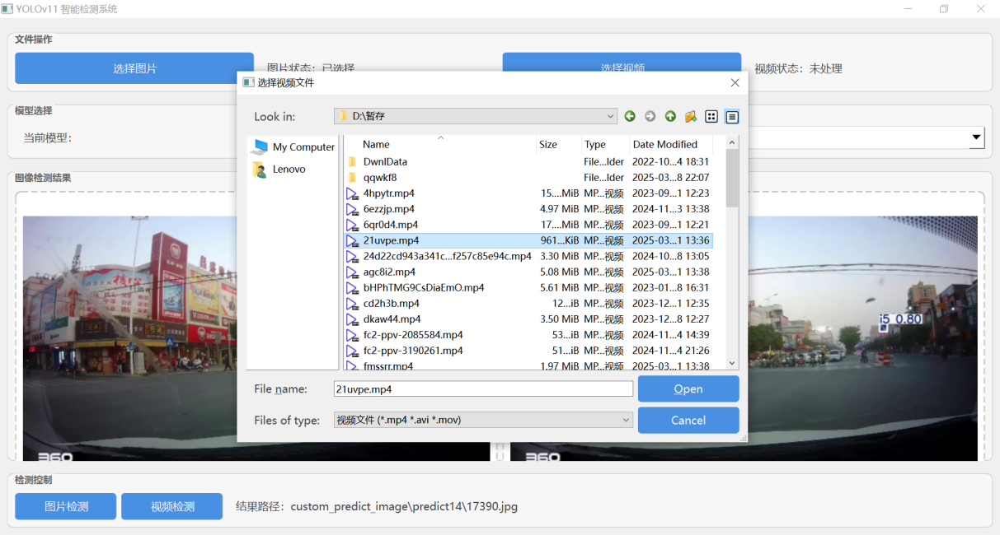 YOLOv11 智能检测系统
文件操作
选择图片
图片状态：已选择
选择视频
视频状态：未处理
模型选择
当前模型：
图像检测结果
选择视频文件
Look in:
D:\暂存
My Computer
Lenovo
Name Size Type Date Modified
DwnlData File...lder 2022-10...4 18:31
qqwkf8 File...lder 2025-03...8 22:07
4hpytr.mp4 15....MiB MP...视频 2023-09...1 12:23
6ezzjp.mp4 4.97 MiB MP...视频 2024-11...3 13:38
6qr0d4.mp4 17....MiB MP...视频 2023-09...1 12:21
21uvpe.mp4 961...KiB MP...视频 2025-03...1 13:36
24d22cd943a341c...f257c85e94c.mp4 3.30 MiB MP...视频 2024-10...8 13:05
agc8i2.mp4 5.08 MiB MP...视频 2025-03...1 13:38
bHPhTMG9CsDiaEmO.mp4 5.61 MiB MP...视频 2023-01...8 16:31
cd2h3b.mp4 12...iB MP...视频 2023-12...1 12:35
dkaw44.mp4 3.50 MiB MP...视频 2023-12...8 12:27
fc2-ppv-2085584.mp4 53...iB MP...视频 2024-11...4 14:39
fc2-ppv-3190261.mp4 51...iB MP...视频 2024-11...4 21:26
fmssrr.mp4 1.97 MiB MP...视频 2025-03...1 13:38
File name:
21uvpe.mp4
Open
Files of type:
视频文件 (*.mp4 *.avi *.mov)
Cancel
核心
i5 0.80
360
360
检测控制
图片检测
视频检测
结果路径：custom_predict_image\predict14\17390.jpg